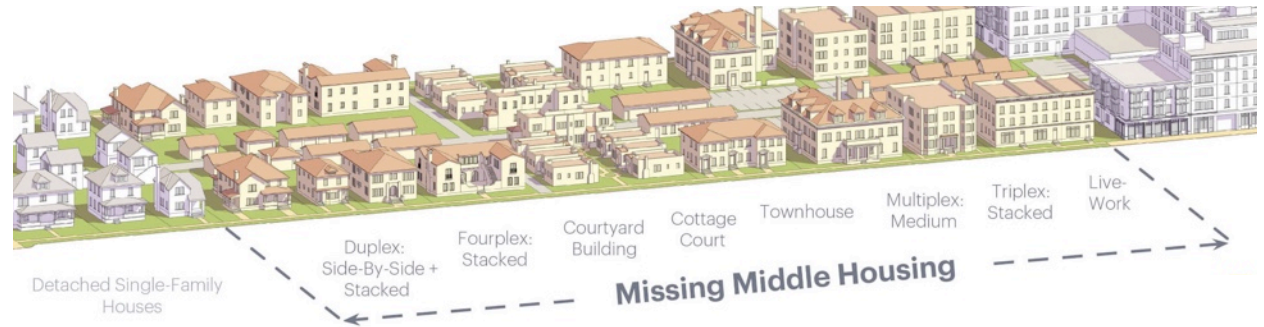 Detached Single-Family
Houses
Duplex:
Side-By-Side +
Stacked
Fourplex:
Stacked
Courtyard
Building
Cottage
Court
Townhouse
Multiplex:
Medium
Triplex:
Stacked
Live-
Work
Missing Middle Housing